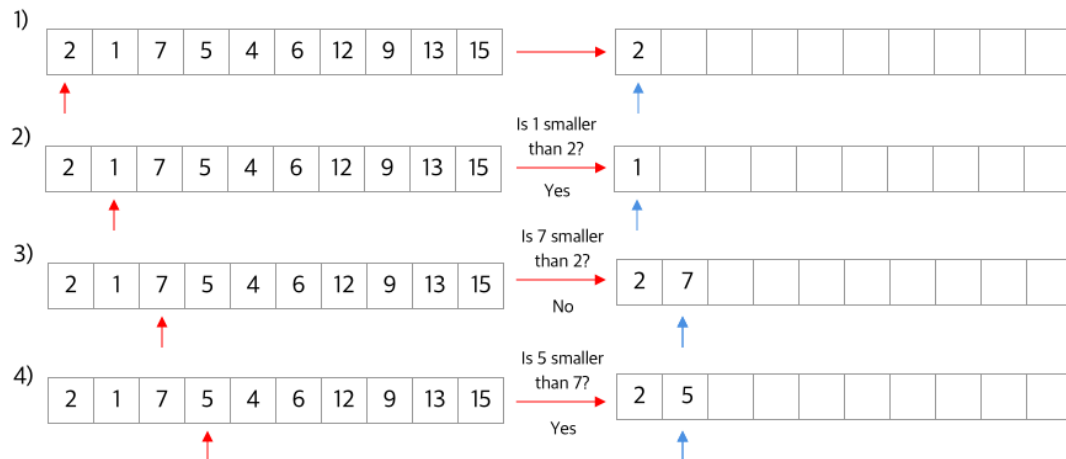 1)
2 1 7 5 4 6 12 9 13 15
2
Is 1 smaller
than 2?
2)
2 1 7 5 4 6 12 9 13 15
Yes
1
Is 7 smaller
than 2?
3)
2 1 7 5 4 6 12 9 13 15
No
2 7
Is 5 smaller
than 7?
4)
2 1 7 5 4 6 12 9 13 15
Yes
2 5